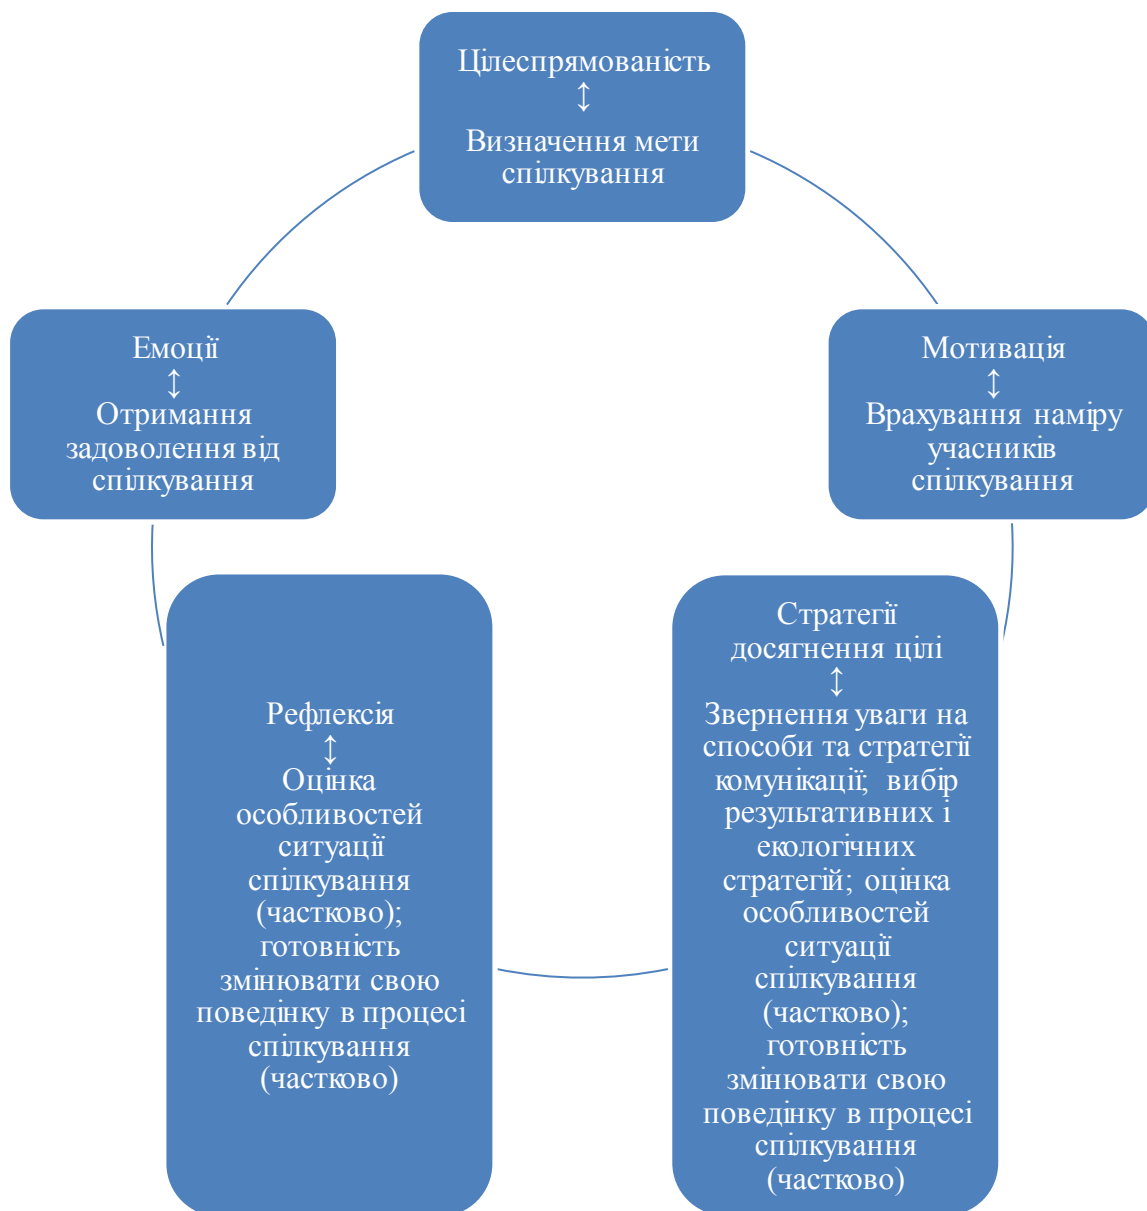 Цілеспрямованість
↕
Визначення мети
спілкування
Емоції
↕
Отримання
задоволення від
спілкування
Мотивація
↕
Врахування наміру
учасників
спілкування
Рефлексія
↕
Оцінка
особливостей
ситуації
спілкування
(частково);
готовність
змінювати свою
поведінку в процесі
спілкування
(частково)
Стратегії
досягнення цілі
↕
Звернення уваги на
способи та стратегії
комунікації; вибір
результативних і
екологічних
стратегій; оцінка
особливостей
ситуації
спілкування
(частково);
готовність
змінювати свою
поведінку в процесі
спілкування
(частково)